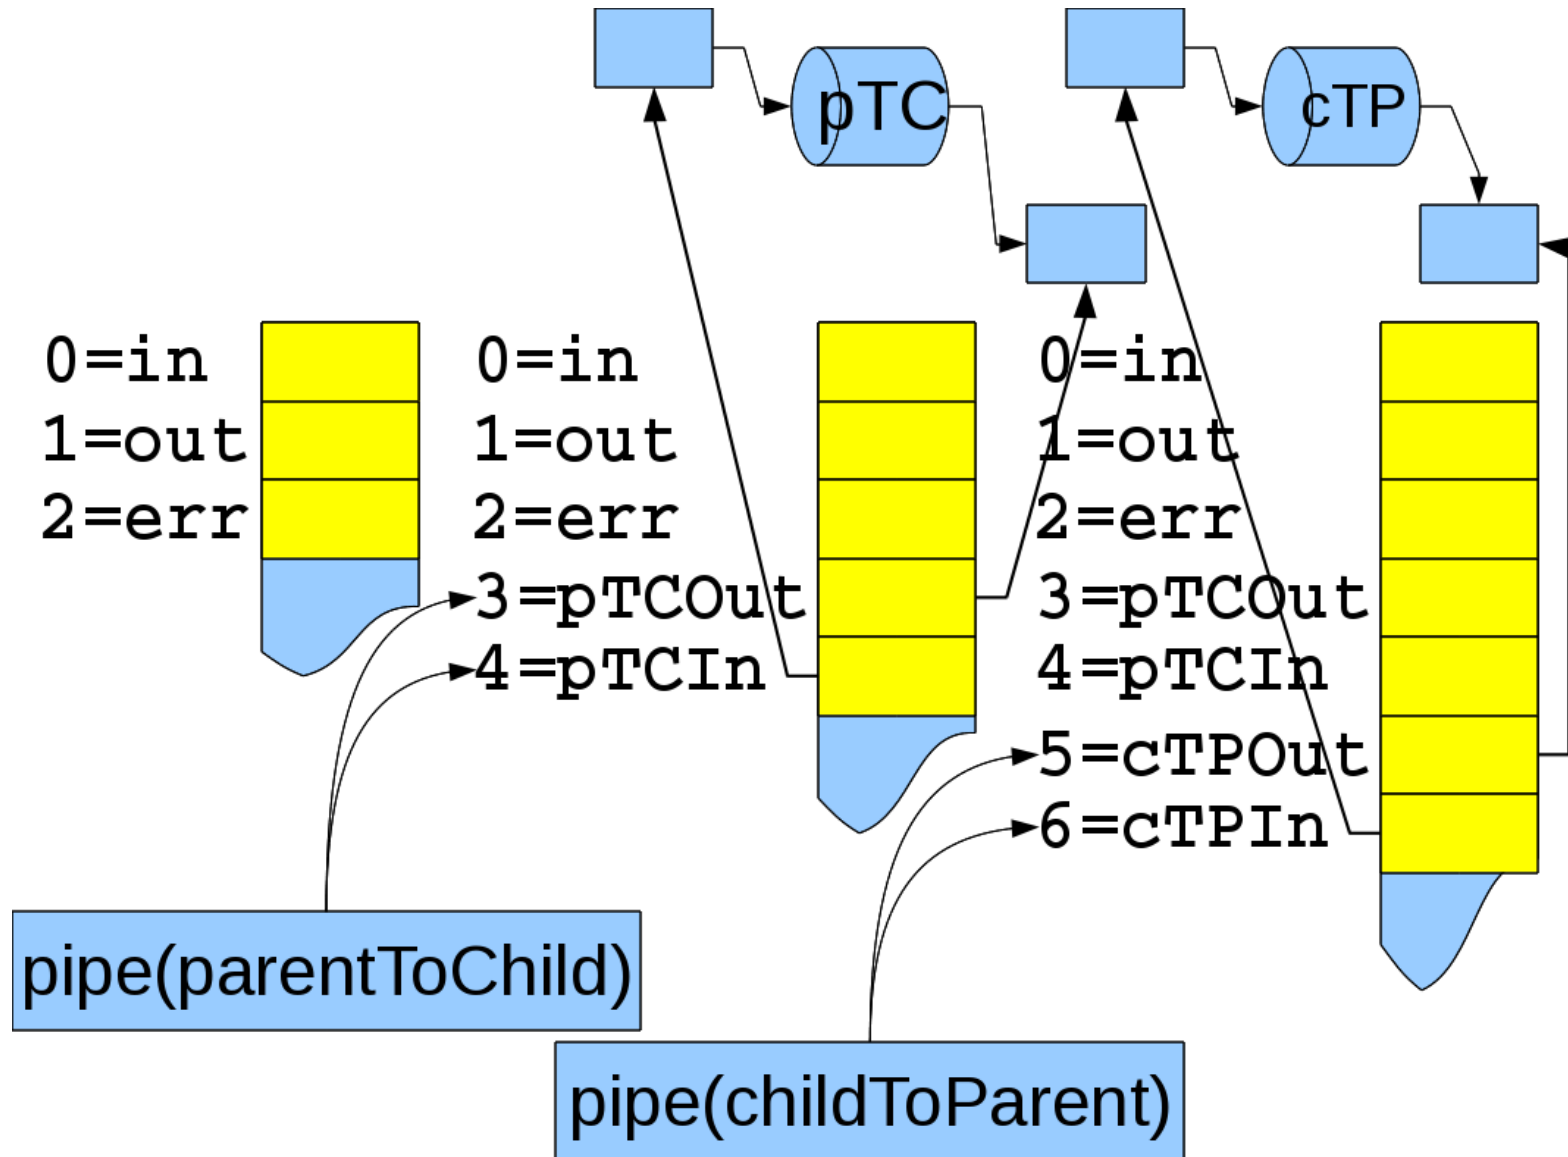 pTC
cTP
0=in
1=out
2=err
0=in
1=out
2=err
3=pTCOut
4=pTCIn
0=in
1=out
2=err
3=pTCOut
4=pTCIn
5=cTPOut
6=cTPIn
pipe(parentToChild)
pipe(childToParent)